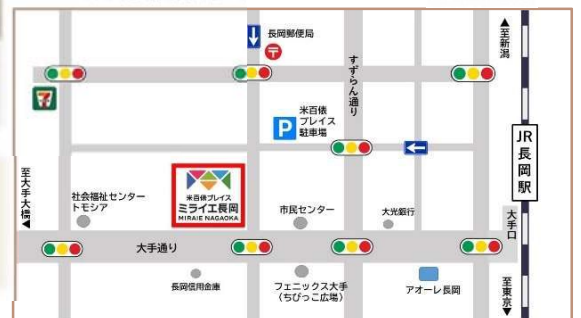 長岡郵便局
〒
▲至新潟
すずらん通り
7
米百俵
プレイス
駐車場
P
JR長岡駅
至大手大橋▼
社会福祉センター
トモシア
米百俵プレイス
ミライエ長岡
MIRAIE NAGAOKA
市民センター
大光銀行
大手口
大手通り
長岡信用金庫
フェニックス大手
(ちびっこ広場)
アオーレ長岡
至東京▼